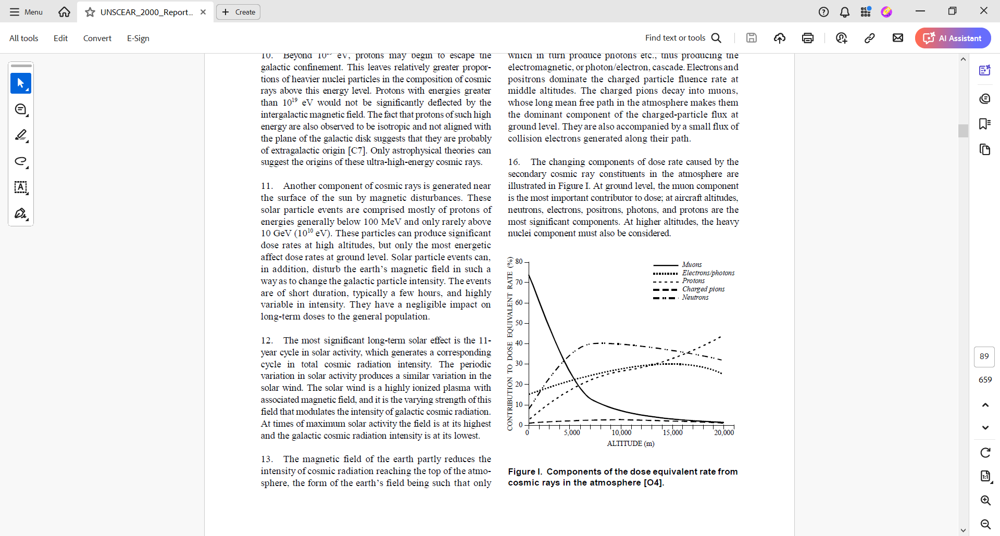 Menu
UNSCEAR_2000_Report...
Create
All tools
Edit
Convert
E-Sign
Find text or tools
AI Assistant
10. Beyond 10 eV, protons may begin to escape the
galactic confinement. This leaves relatively greater propor-
tions of heavier nuclei particles in the composition of cosmic
rays above this energy level. Protons with energies greater
than 10¹⁹ eV would not be significantly deflected by the
intergalactic magnetic field. The fact that protons of such high
energy are also observed to be isotropic and not aligned with
the plane of the galactic disk suggests that they are probably
of extragalactic origin [C7]. Only astrophysical theories can
suggest the origins of these ultra-high-energy cosmic rays.
11. Another component of cosmic rays is generated near
the surface of the sun by magnetic disturbances. These
solar particle events are comprised mostly of protons of
energies generally below 100 MeV and only rarely above
10 GeV (10¹⁰ eV). These particles can produce significant
dose rates at high altitudes, but only the most energetic
affect dose rates at ground level. Solar particle events can,
in addition, disturb the earth's magnetic field in such a
way as to change the galactic particle intensity. The events
are of short duration, typically a few hours, and highly
variable in intensity. They have a negligible impact on
long-term doses to the general population.
12. The most significant long-term solar effect is the 11-
year cycle in solar activity, which generates a corresponding
cycle in total cosmic radiation intensity. The periodic
variation in solar activity produces a similar variation in the
solar wind. The solar wind is a highly ionized plasma with
associated magnetic field, and it is the varying strength of this
field that modulates the intensity of galactic cosmic radiation.
At times of maximum solar activity the field is at its highest
and the galactic cosmic radiation intensity is at its lowest.
13. The magnetic field of the earth partly reduces the
intensity of cosmic radiation reaching the top of the atmo-
sphere, the form of the earth's field being such that only
which in turn produce photons etc., thus producing the
electromagnetic, or photon/electron, cascade. Electrons and
positrons dominate the charged particle fluence rate at
middle altitudes. The charged pions decay into muons,
whose long mean free path in the atmosphere makes them
the dominant component of the charged-particle flux at
ground level. They are also accompanied by a small flux of
collision electrons generated along their path.
16. The changing components of dose rate caused by the
secondary cosmic ray constituents in the atmosphere are
illustrated in Figure I. At ground level, the muon component
is the most important contributor to dose; at aircraft altitudes,
neutrons, electrons, positrons, photons, and protons are the
most significant components. At higher altitudes, the heavy
nuclei component must also be considered.
CONTRIBUTION TO DOSE EQUIVALENT RATE (%)
80
70
60
50
40
30
20
10
0
Muons
Electrons/photons
Protons
Charged pions
Neutrons
0 5,000 10,000 15,000 20,000
ALTITUDE (m)
Figure I. Components of the dose equivalent rate from
cosmic rays in the atmosphere [O4].
89
659